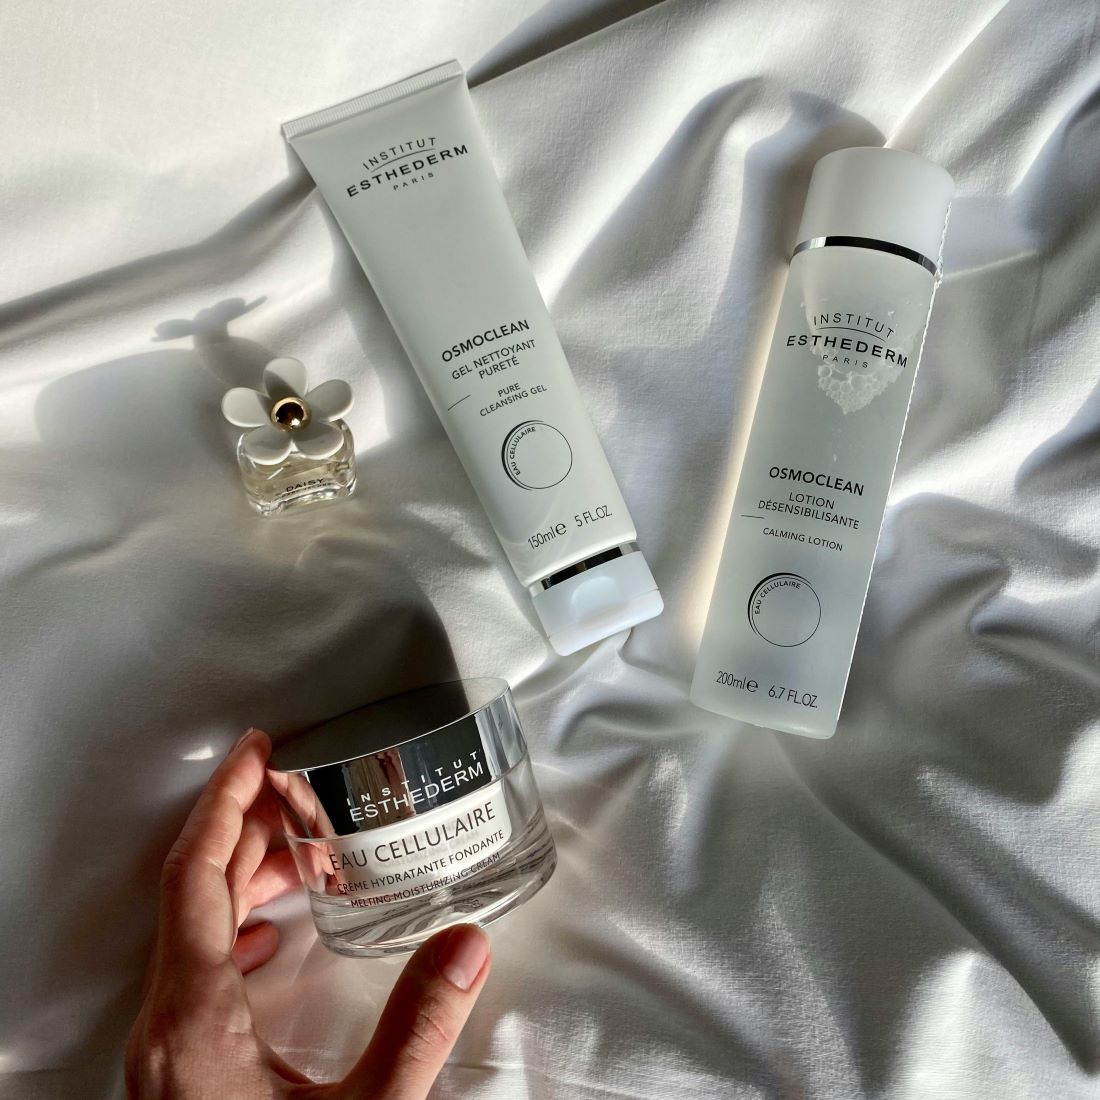 INSTITUT
ESTHEDERM
PARIS
OSMOCLEAN
GEL NETTOYANT
PURETÉ
PURE
CLEANSING GEL
EAU CELLULAIRE
150ml℮ 5 FL.OZ
INSTITUT
ESTHEDERM
PARIS
OSMOCLEAN
LOTION
DÉSENSIBILISANTE
CALMING LOTION
EAU CELLULAIRE
200ml℮ 6.7 FL.OZ
DAISY
INSTITUT
ESTHEDERM
EAU CELLULAIRE
CRÈME HYDRATANTE FONDANTE
MELTING MOISTURIZING CREAM